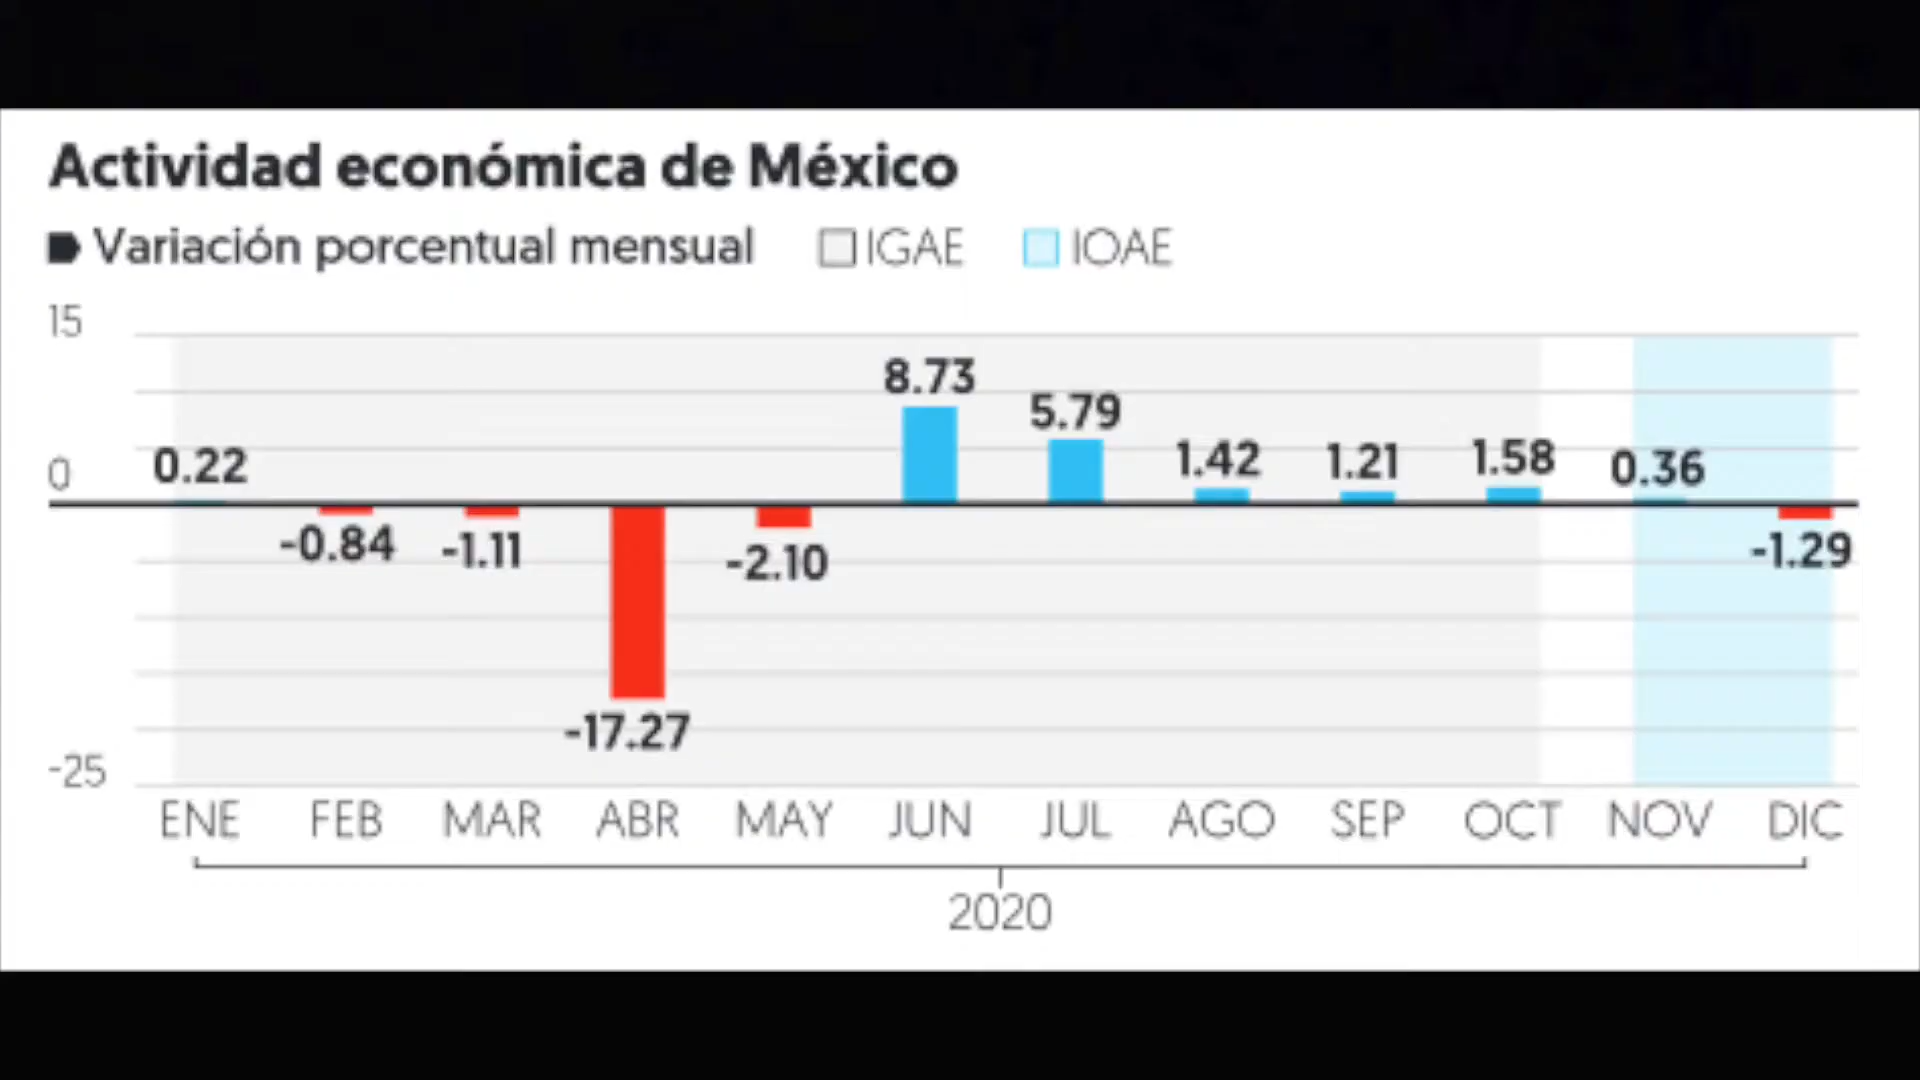 Actividad económica de México
Variación porcentual mensual IGAE IOAE
15
8.73
5.79
0 0.22 1.42 1.21 1.58 0.36
-0.84 -1.11 -2.10 -1.29
-17.27
-25
ENE FEB MAR ABR MAY JUN JUL AGO SEP OCT NOV DIC
2020